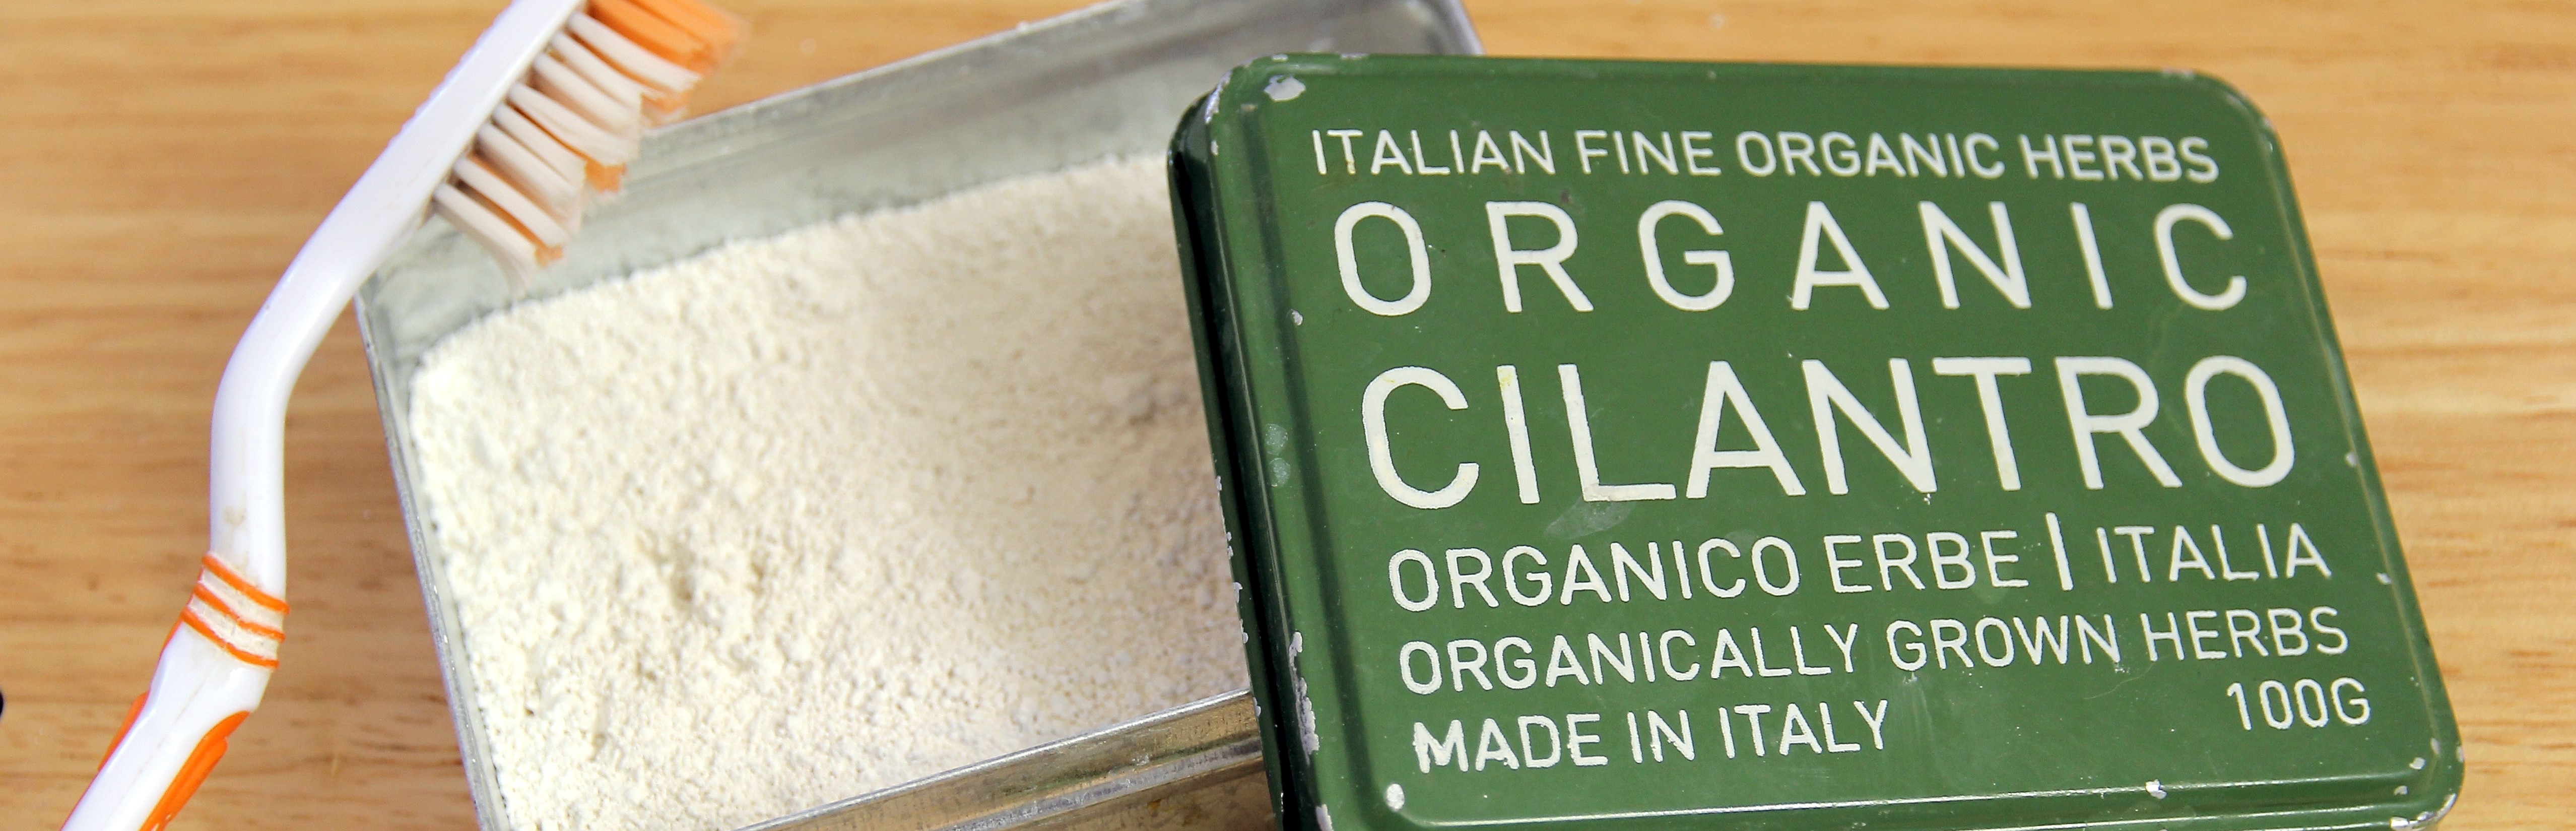 ITALIAN FINE ORGANIC HERBS
ORGANIC
CILANTRO
ORGANICO ERBE | ITALIA
ORGANICALLY GROWN HERBS
MADE IN ITALY 100G